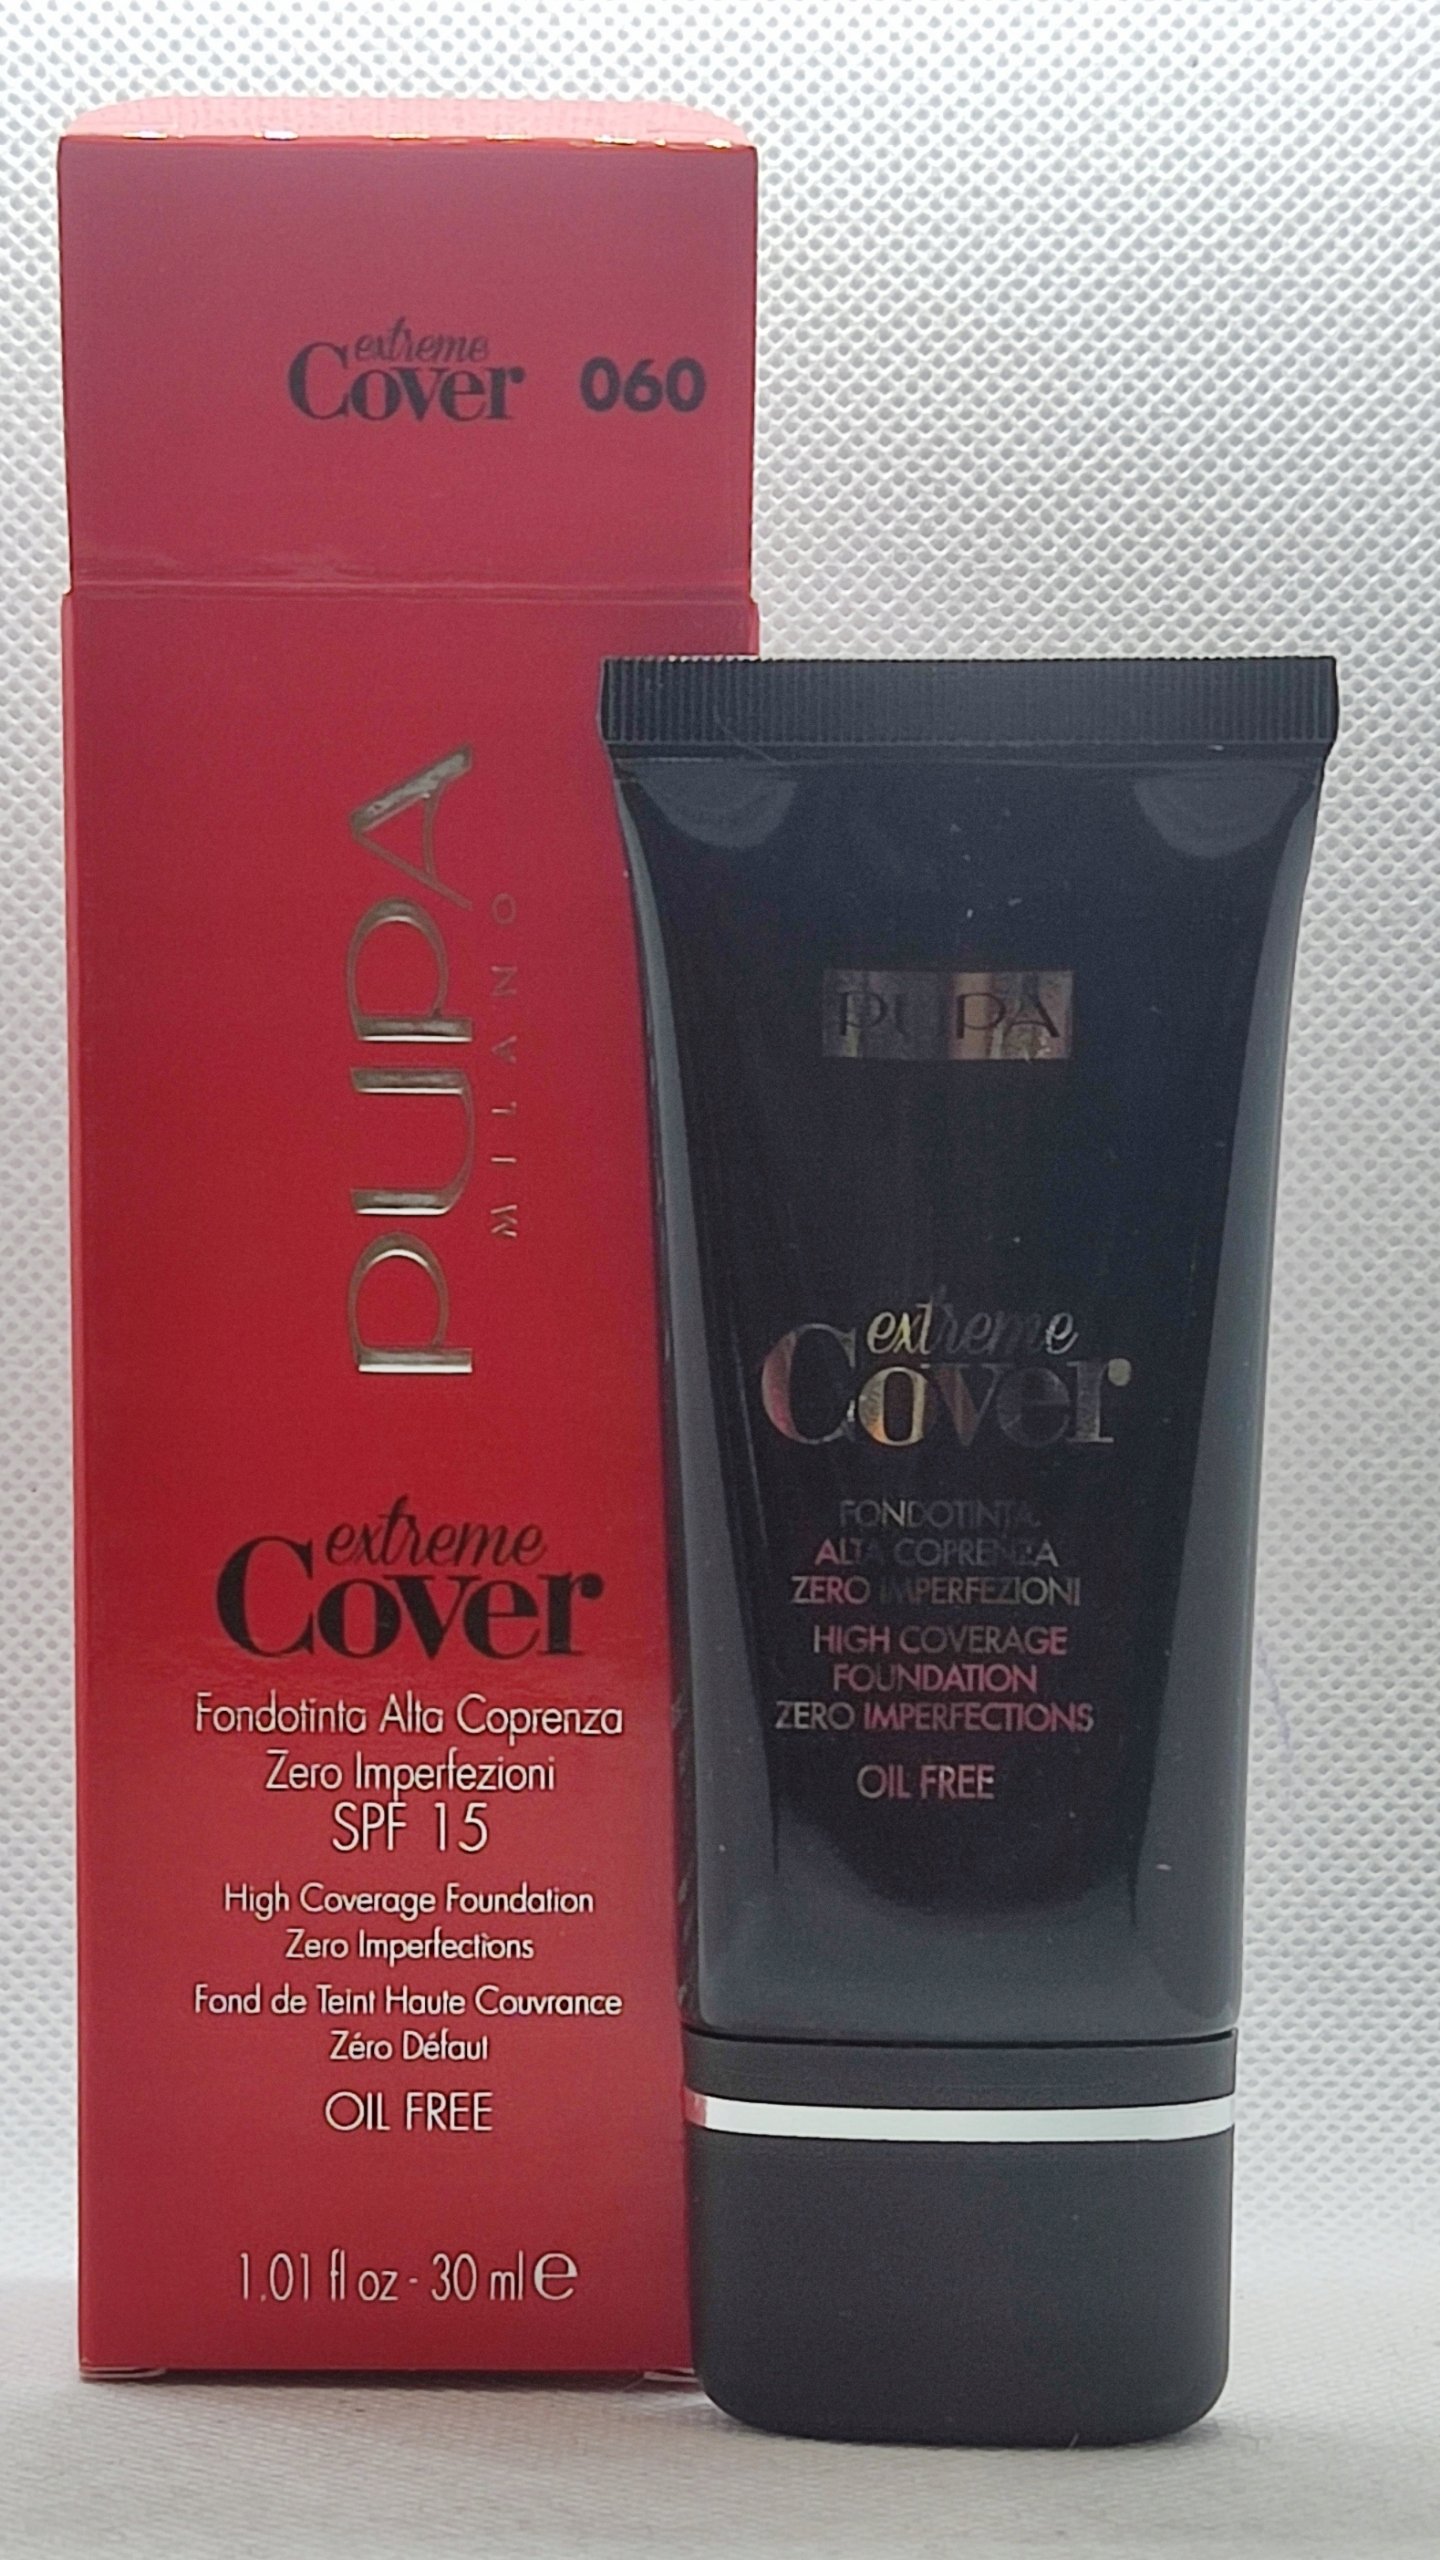 extreme
Cover 060
PUPA
MILANO
extreme
Cover
Fondotinta Alta Coprenza
Zero Imperfezioni
SPF 15
High Coverage Foundation
Zero Imperfections
Fond de Teint Haute Couvrance
Zéro Défaut
OIL FREE
1.01 fl oz - 30 ml e
PUPA
extreme
Cover
FONDOTINTA
ALTA COPRENZA
ZERO IMPERFEZIONI
HIGH COVERAGE
FOUNDATION
ZERO IMPERFECTIONS
OIL FREE